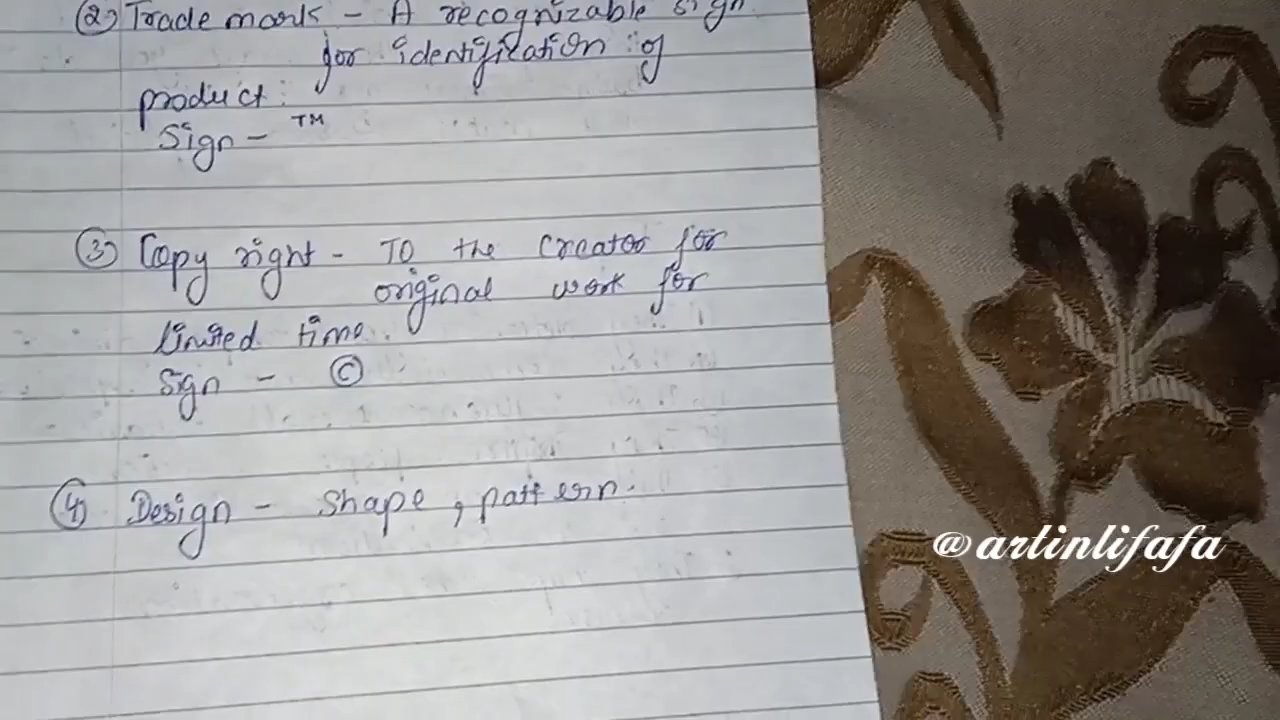 (2) Trade mark - A recognizable sign
for identification of
product.
Sign - TM
(3) Copy right - To the creator for
original work for
limited time.
Sign - ©
(4) Design - Shape, pattern.
@artinlifafa